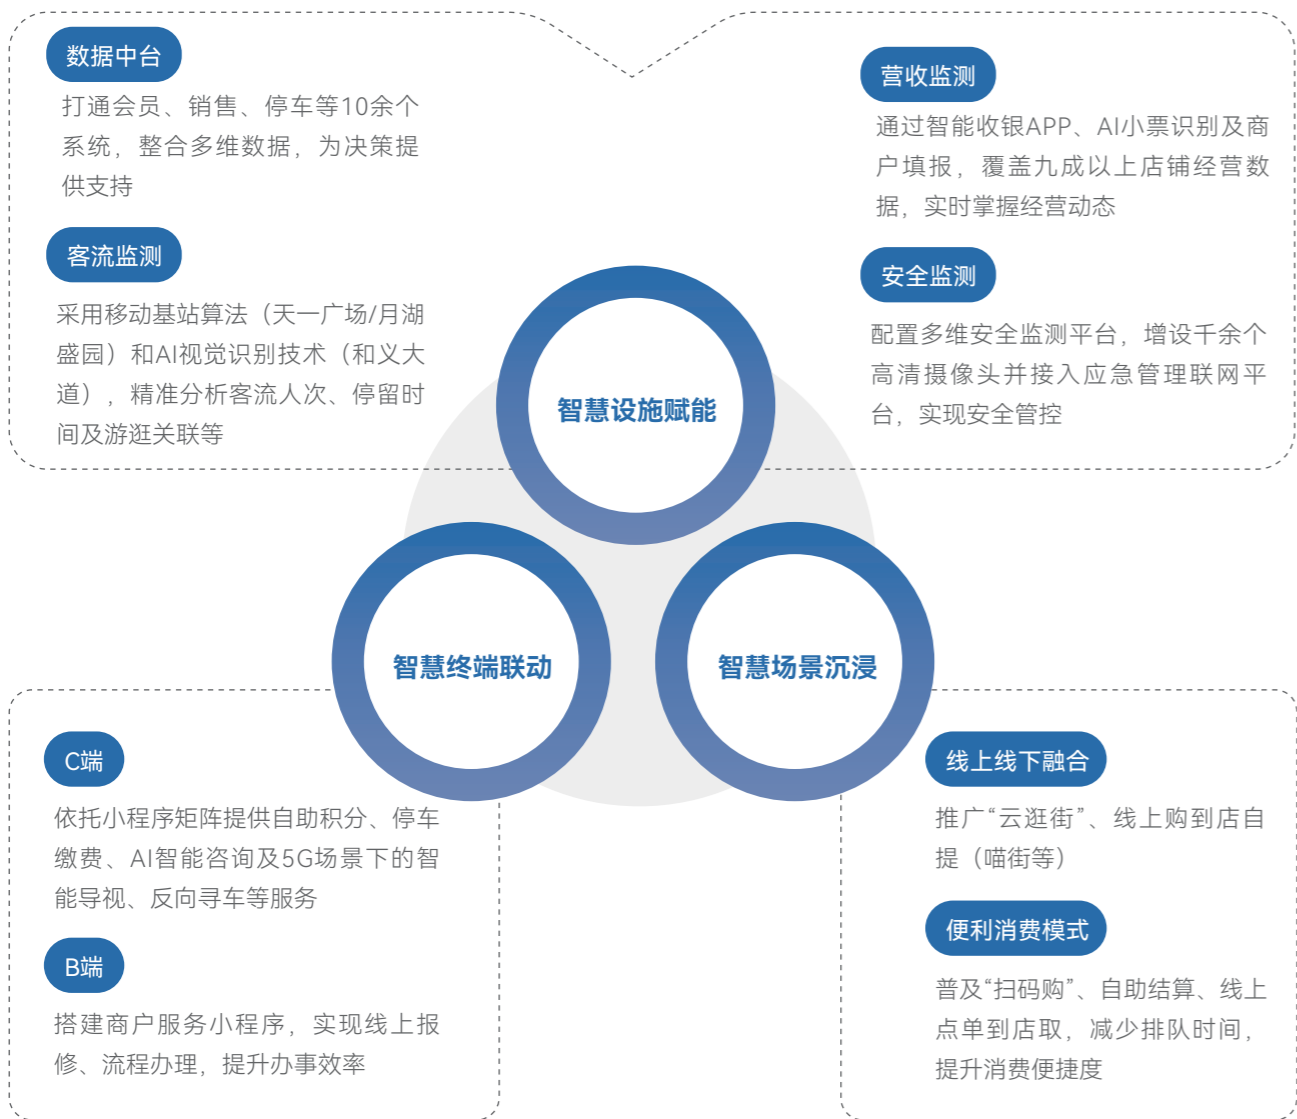 数据中台
打通会员、销售、停车等10余个
系统，整合多维数据，为决策提
供支持
客流监测
采用移动基站算法（天一广场/月湖
盛园）和AI视觉识别技术（和义大
道），精准分析客流人次、停留时
间及游逛关联等
营收监测
通过智能收银APP、AI小票识别及商
户填报，覆盖九成以上店铺经营数
据，实时掌握经营动态
安全监测
配置多维安全监测平台，增设千余个
高清摄像头并接入应急管理联网平
台，实现安全管控
智慧设施赋能
智慧终端联动
智慧场景沉浸
C端
依托小程序矩阵提供自助积分、停车
缴费、AI智能咨询及5G场景下的智
能导视、反向寻车等服务
B端
搭建商户服务小程序，实现线上报
修、流程办理，提升办事效率
线上线下融合
推广“云逛街”、线上购到店自
提（喵街等）
便利消费模式
普及“扫码购”、自助结算、线上
点单到店取，减少排队时间，
提升消费便捷度